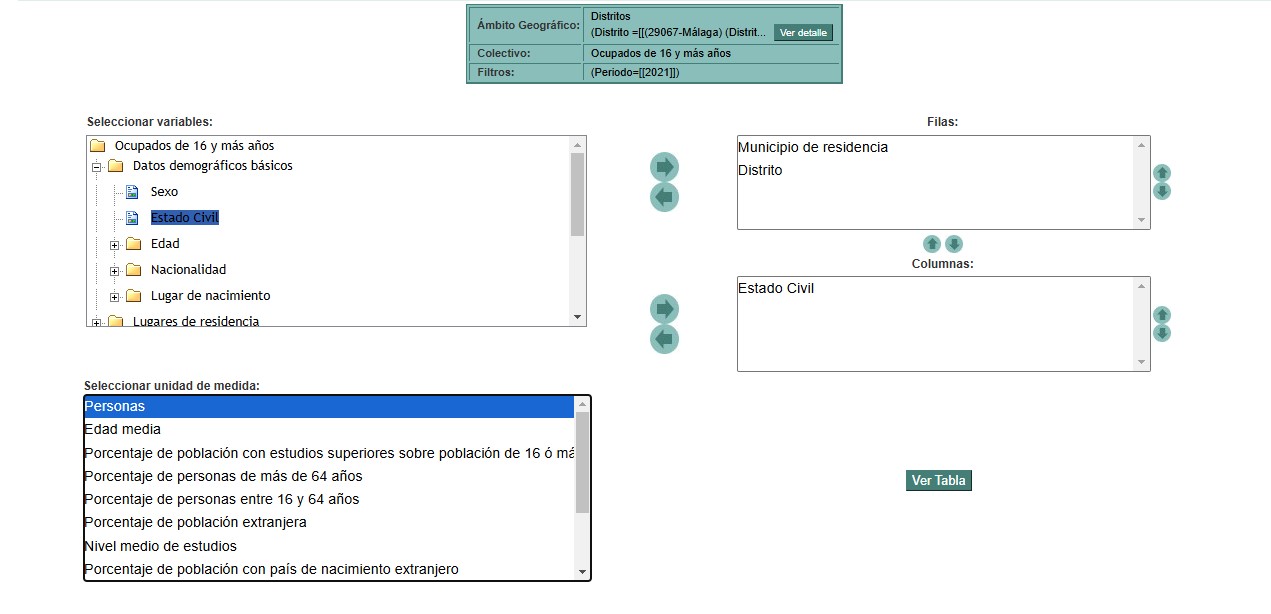 Ámbito Geográfico:
Distritos
(Distrito =[[(29067-Málaga) (Distrit...
Ver detalle
Colectivo:
Ocupados de 16 y más años
Filtros:
(Periodo=[[2021]])
Seleccionar variables:
Ocupados de 16 y más años
Datos demográficos básicos
Sexo
Estado Civil
Edad
Nacionalidad
Lugar de nacimiento
Lugares de residencia
Filas:
Municipio de residencia
Distrito
Columnas:
Estado Civil
Seleccionar unidad de medida:
Personas
Edad media
Porcentaje de población con estudios superiores sobre población de 16 ó má
Porcentaje de personas de más de 64 años
Porcentaje de personas entre 16 y 64 años
Porcentaje de población extranjera
Nivel medio de estudios
Porcentaje de población con país de nacimiento extranjero
Ver Tabla